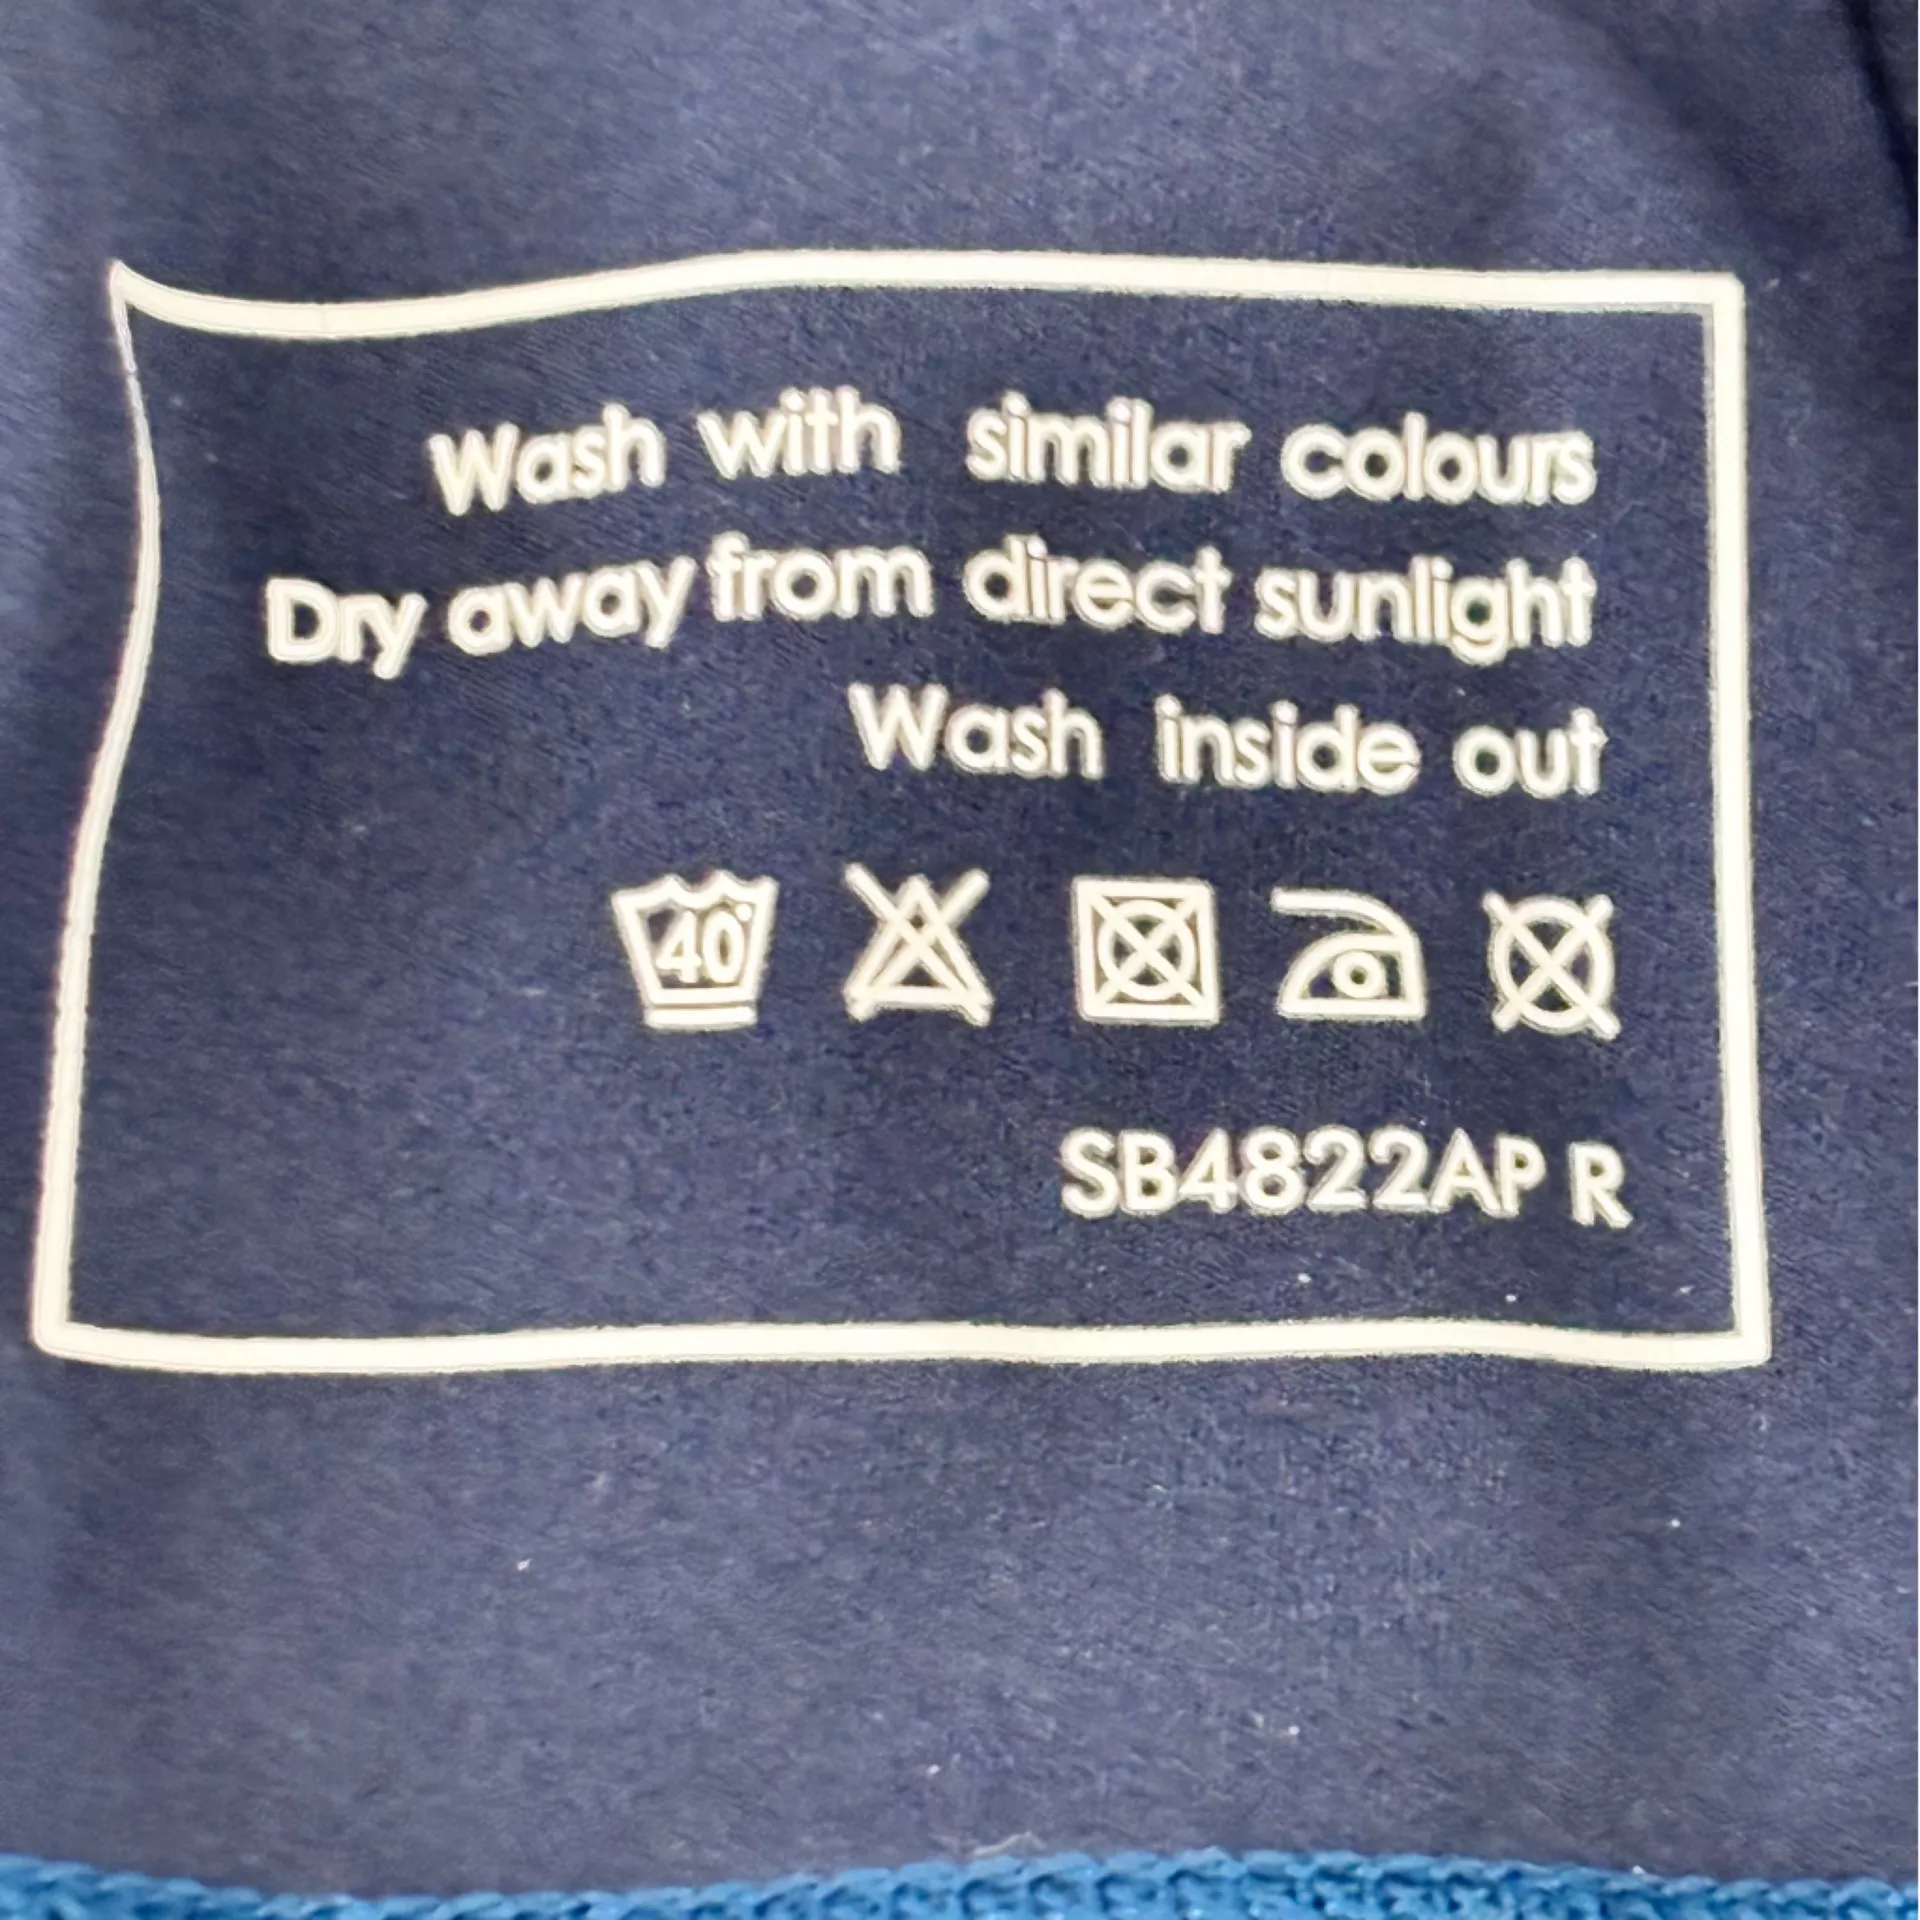 Wash with similar colours
Dry away from direct sunlight
Wash inside out
40°
SB4822AP R